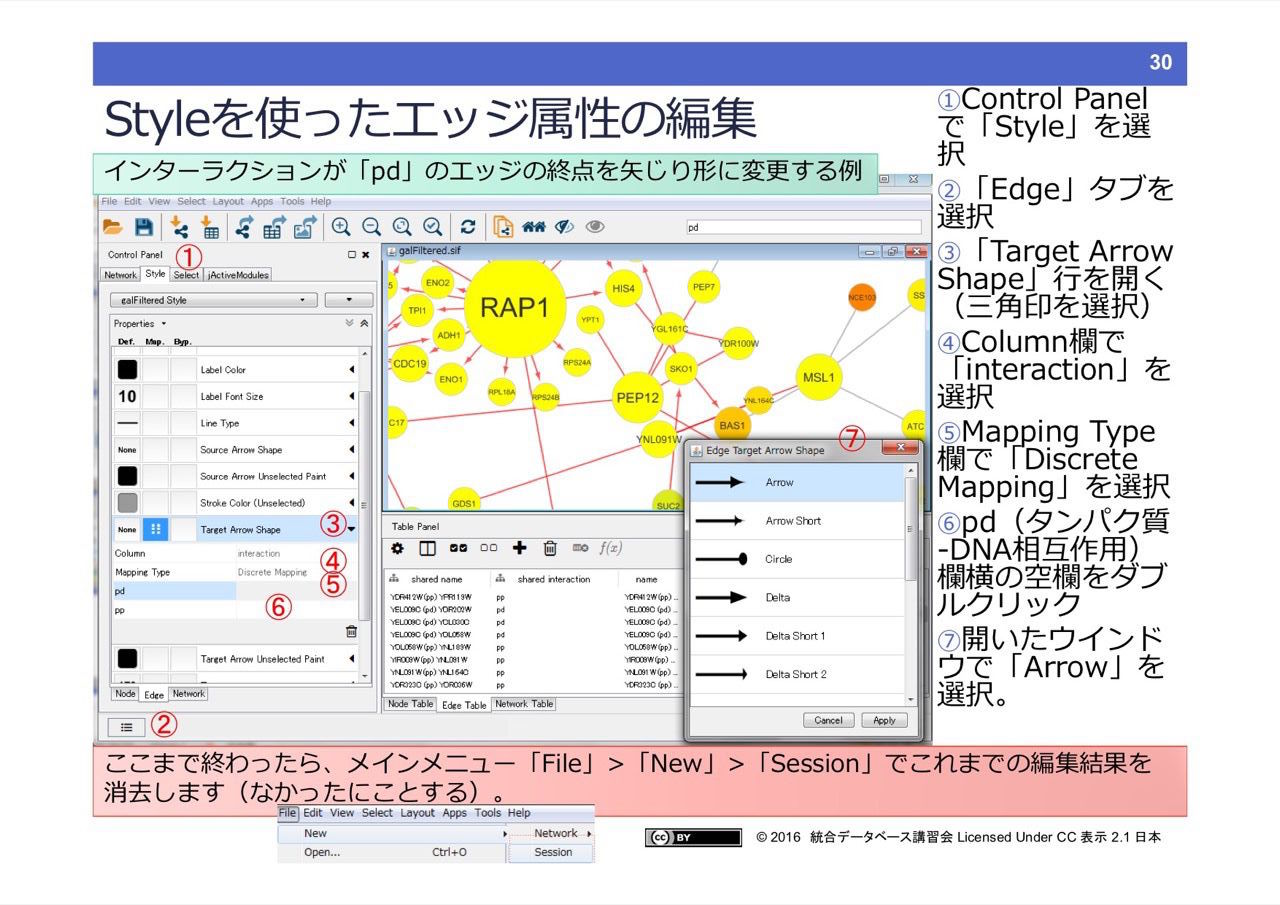 30
Styleを使ったエッジ属性の編集
インターラクションが「pd」のエッジの終点を矢じり形に変更する例
File Edit View Select Layout Apps Tools Help
pd
Control Panel
①
Network Style Select jActiveModules
galFiltered Style
Properties
Def. Map. Byp.
Label Color
10 Label Font Size
Line Type
None Source Arrow Shape
Source Arrow Unselected Paint
Stroke Color (Unselected)
None Target Arrow Shape ③
Column interaction ④
Mapping Type Discrete Mapping ⑤
pd
⑥
pp
Target Arrow Unselected Paint
Node Edge Network
②
galFiltered.sif
ENO2
RAP1
HIS4
PEP7
NCE103
SS
TPI1
YPT1
YGL161C
ADH1
YDR100W
CDC19
RPS24A
SKO1
ENO1
MSL1
RPL18A
RPS24B
PEP12
YNL164C
C17
BAS1
ATC
YNL091W
GDS1
SUC2
Table Panel
f(x)
shared name shared interaction name
YDR412W (pp) YPR119W pp YDR412W (pp) ...
YEL009C (pd) YDR202W pd YEL009C (pd) ...
YEL009C (pd) YCL030C pd YEL009C (pd) ...
YEL009C (pd) YOL058W pd YEL009C (pd) ...
YOL058W (pp) YNL189W pp YOL058W (pp) ...
YIR009W (pp) YNL091W pp YIR009W (pp) ...
YNL091W (pp) YNL164C pp YNL091W (pp) ...
YDR323C (pp) YOR036W pp YDR323C (pp) ...
Node Table Edge Table Network Table
⑦
Edge Target Arrow Shape
Arrow
Arrow Short
Circle
Delta
Delta Short 1
Delta Short 2
Cancel Apply
①Control Panel
で「Style」を選
択
②「Edge」タブを
選択
③「Target Arrow
Shape」行を開く
（三角印を選択）
④Column欄で
「interaction」を
選択
⑤Mapping Type
欄で「Discrete
Mapping」を選択
⑥pd（タンパク質
-DNA相互作用）
欄横の空欄をダブ
ルクリック
⑦開いたウインド
ウで「Arrow」を
選択。
ここまで終わったら、メインメニュー「File」>「New」>「Session」でこれまでの編集結果を
消去します（なかったにことする）。
File Edit View Select Layout Apps Tools Help
New Network
Open... Ctrl+O Session
cc BY
© 2016 統合データベース講習会 Licensed Under CC 表示 2.1 日本